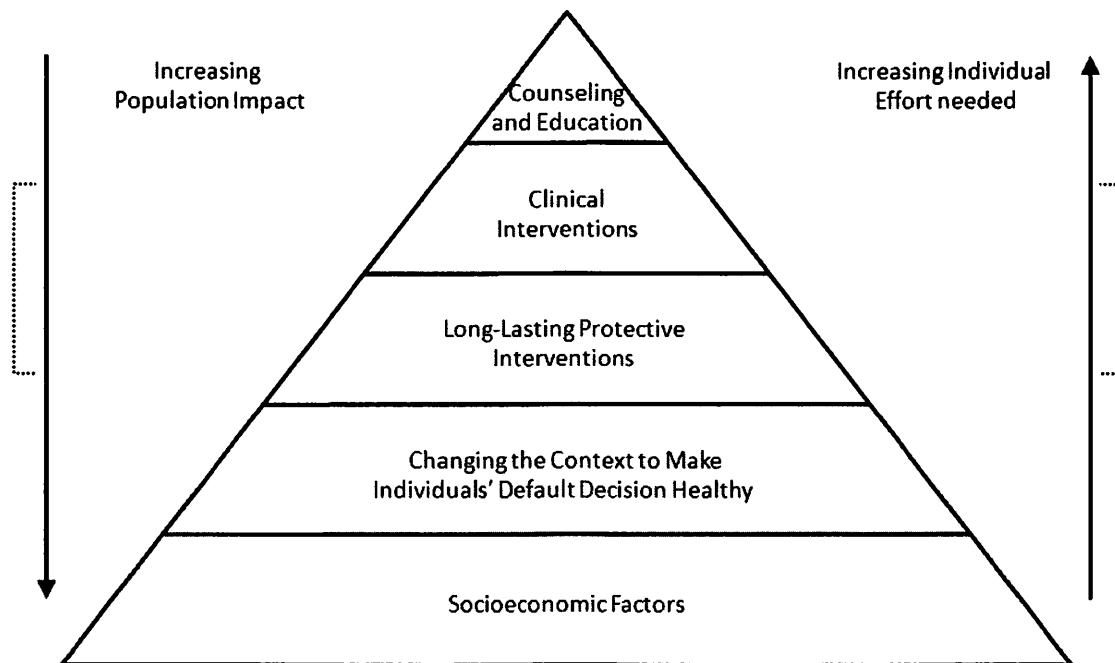 Increasing
Population Impact
Increasing Individual
Effort needed
Counseling
and Education
Clinical
Interventions
Long-Lasting Protective
Interventions
Changing the Context to Make
Individuals' Default Decision Healthy
Socioeconomic Factors